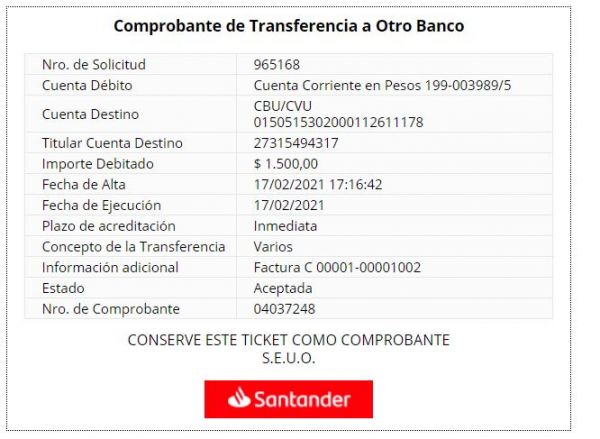 Comprobante de Transferencia a Otro Banco
Nro. de Solicitud 965168
Cuenta Débito Cuenta Corriente en Pesos 199-003989/5
Cuenta Destino CBU/CVU
0150515302000112611178
Titular Cuenta Destino 27315494317
Importe Debitado $ 1.500,00
Fecha de Alta 17/02/2021 17:16:42
Fecha de Ejecución 17/02/2021
Plazo de acreditación Inmediata
Concepto de la Transferencia Varios
Información adicional Factura C 00001-00001002
Estado Aceptada
Nro. de Comprobante 04037248
CONSERVE ESTE TICKET COMO COMPROBANTE
S.E.U.O.
Santander